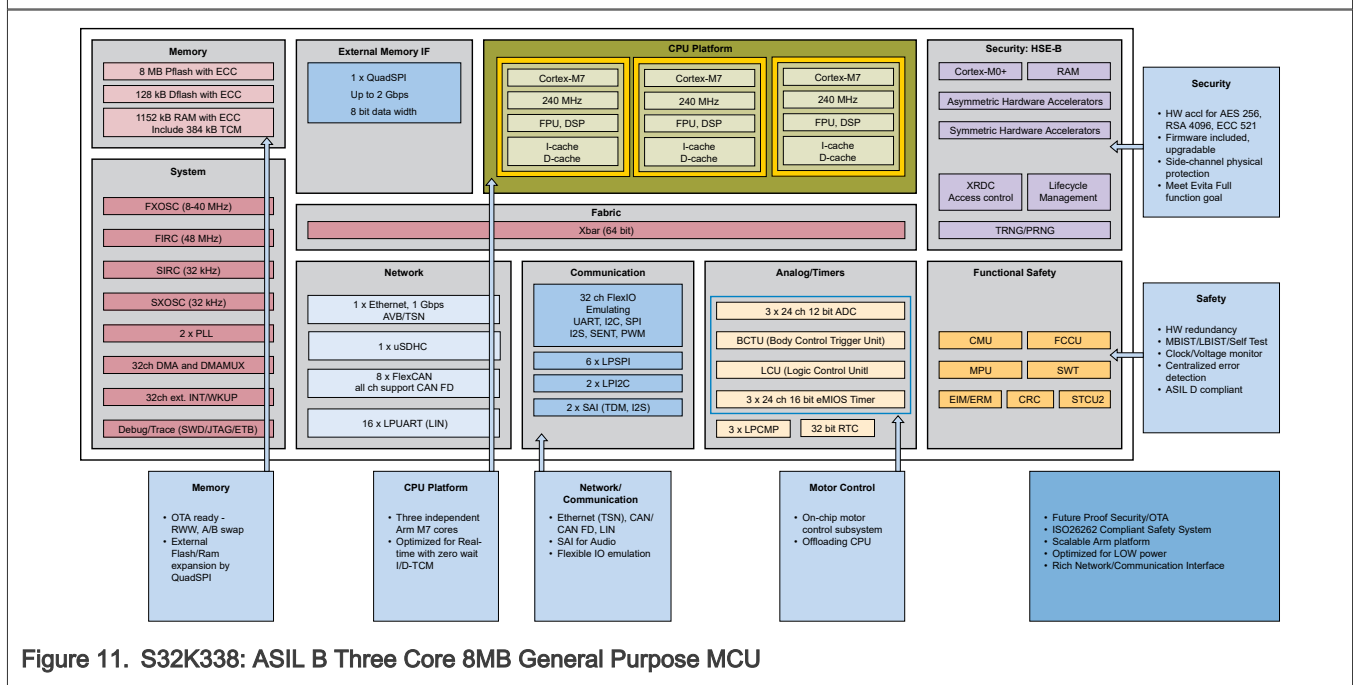 Memory
8 MB Pflash with ECC
128 kB Dflash with ECC
1152 kB RAM with ECC
Include 384 kB TCM
External Memory IF
1 x QuadSPI
Up to 2 Gbps
8 bit data width
CPU Platform
Cortex-M7
240 MHz
FPU, DSP
I-cache
D-cache
Cortex-M7
240 MHz
FPU, DSP
I-cache
D-cache
Cortex-M7
240 MHz
FPU, DSP
I-cache
D-cache
Security: HSE-B
Cortex-M0+
RAM
Asymmetric Hardware Accelerators
Symmetric Hardware Accelerators
XRDC
Access control
Lifecycle
Management
TRNG/PRNG
Security
• HW accl for AES 256,
RSA 4096, ECC 521
• Firmware included,
upgradable
• Side-channel physical
protection
• Meet Evita Full
function goal
System
FXOSC (8-40 MHz)
FIRC (48 MHz)
SIRC (32 kHz)
SXOSC (32 kHz)
2 x PLL
32ch DMA and DMAMUX
32ch ext. INT/WKUP
Debug/Trace (SWD/JTAG/ETB)
Fabric
Xbar (64 bit)
Network
1 x Ethernet, 1 Gbps
AVB/TSN
1 x uSDHC
8 x FlexCAN
all ch support CAN FD
16 x LPUART (LIN)
Communication
32 ch FlexIO
Emulating
UART, I2C, SPI
I2S, SENT, PWM
6 x LPSPI
2 x LPI2C
2 x SAI (TDM, I2S)
Analog/Timers
3 x 24 ch 12 bit ADC
BCTU (Body Control Trigger Unit)
LCU (Logic Control Unitl
3 x 24 ch 16 bit eMIOS Timer
3 x LPCMP
32 bit RTC
Functional Safety
CMU
FCCU
MPU
SWT
EIM/ERM
CRC
STCU2
Safety
• HW redundancy
• MBIST/LBIST/Self Test
• Clock/Voltage monitor
• Centralized error
detection
• ASIL D compliant
Memory
• OTA ready -
RWW, A/B swap
• External
Flash/Ram
expansion by
QuadSPI
CPU Platform
• Three independent
Arm M7 cores
• Optimized for Real-
time with zero wait
I/D-TCM
Network/
Communication
• Ethernet (TSN), CAN/
CAN FD, LIN
• SAI for Audio
• Flexible IO emulation
Motor Control
• On-chip motor
control subsystem
• Offloading CPU
• Future Proof Security/OTA
• ISO26262 Compliant Safety System
• Scalable Arm platform
• Optimized for LOW power
• Rich Network/Communication Interface
Figure 11. S32K338: ASIL B Three Core 8MB General Purpose MCU